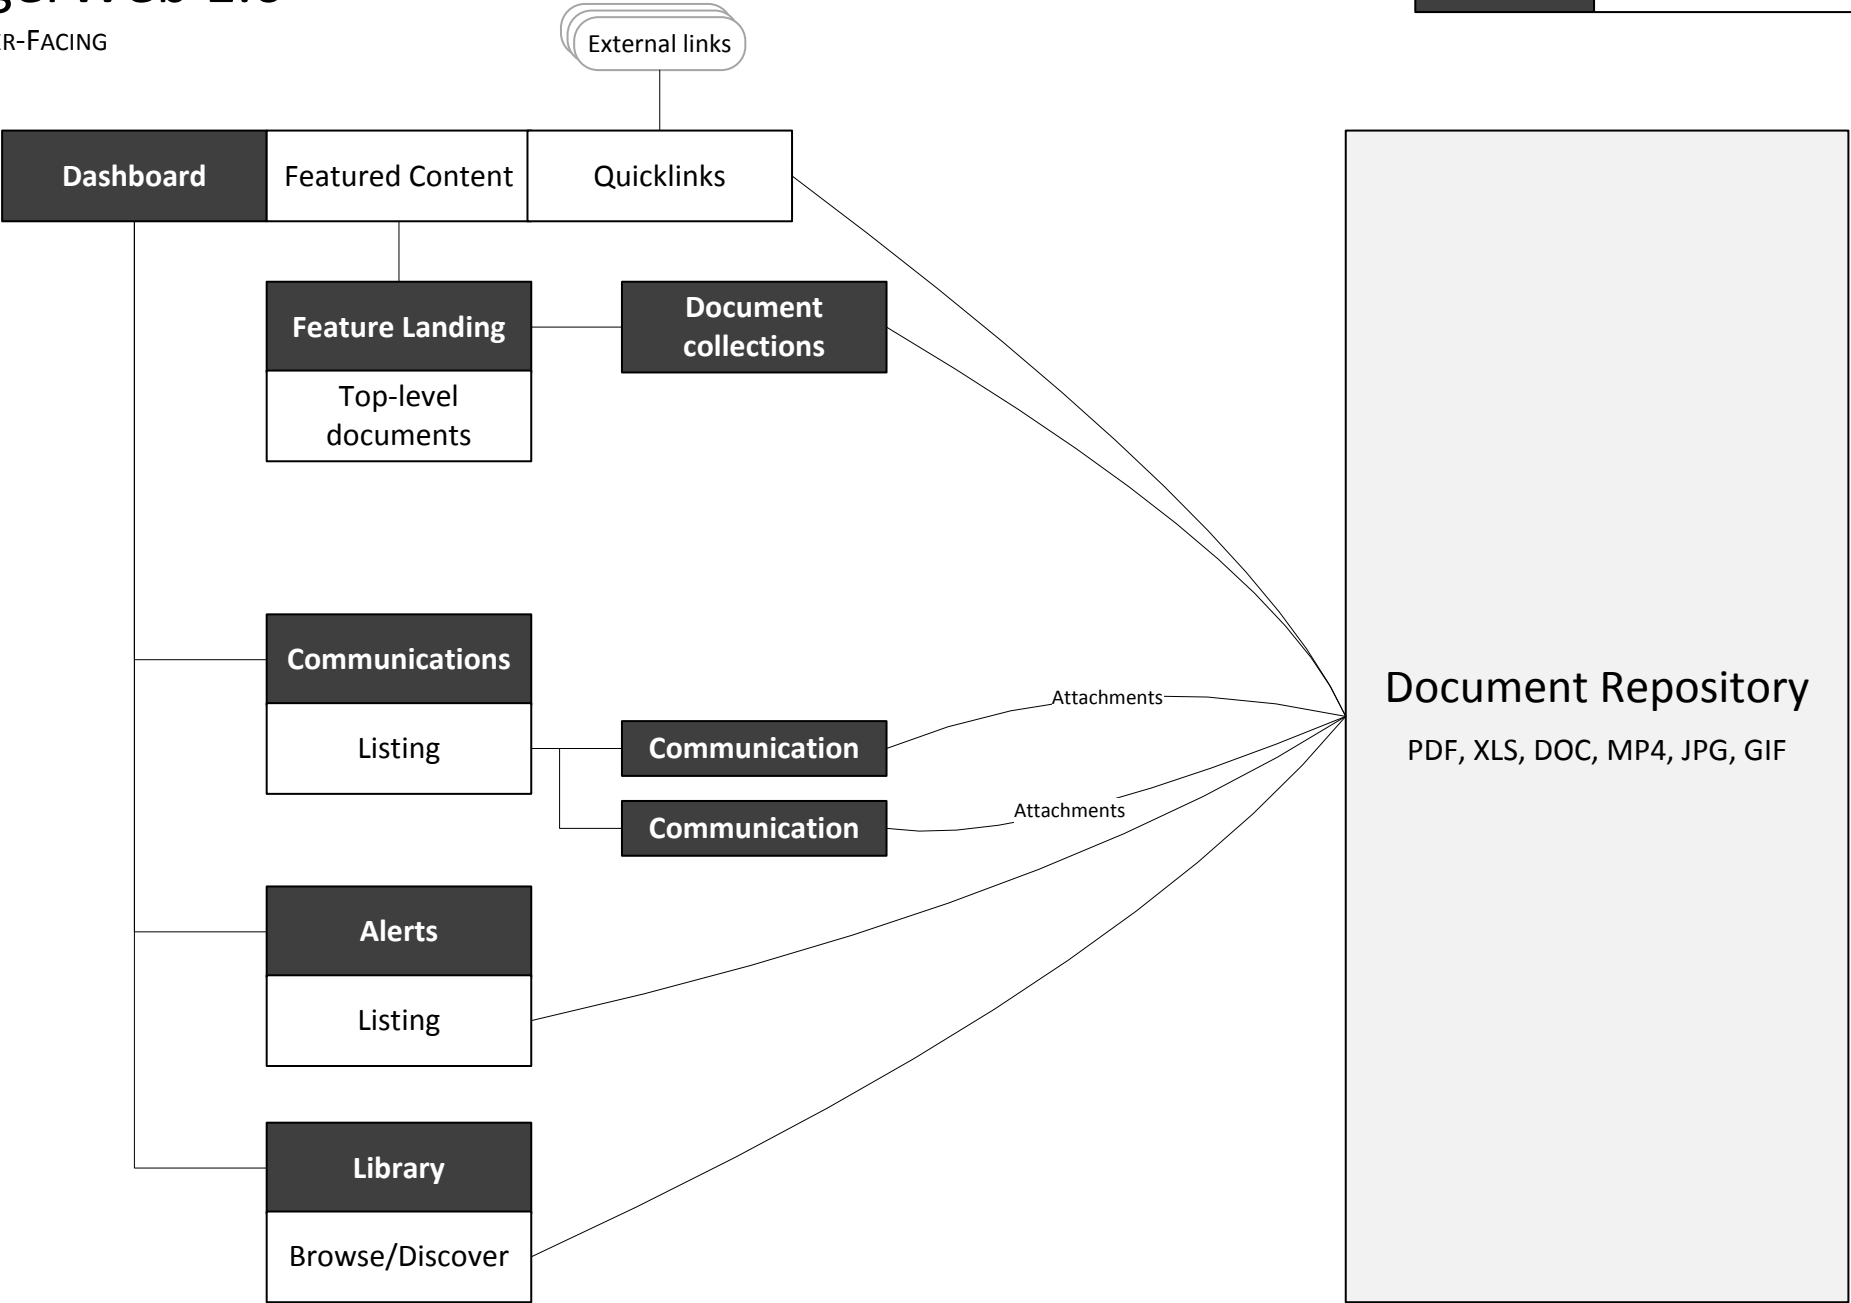 External links
Dashboard
Featured Content
Quicklinks
Feature Landing
Top-level
documents
Document
collections
Communications
Listing
Communication
Communication
Attachments
Attachments
Alerts
Listing
Library
Browse/Discover
Document Repository
PDF, XLS, DOC, MP4, JPG, GIF